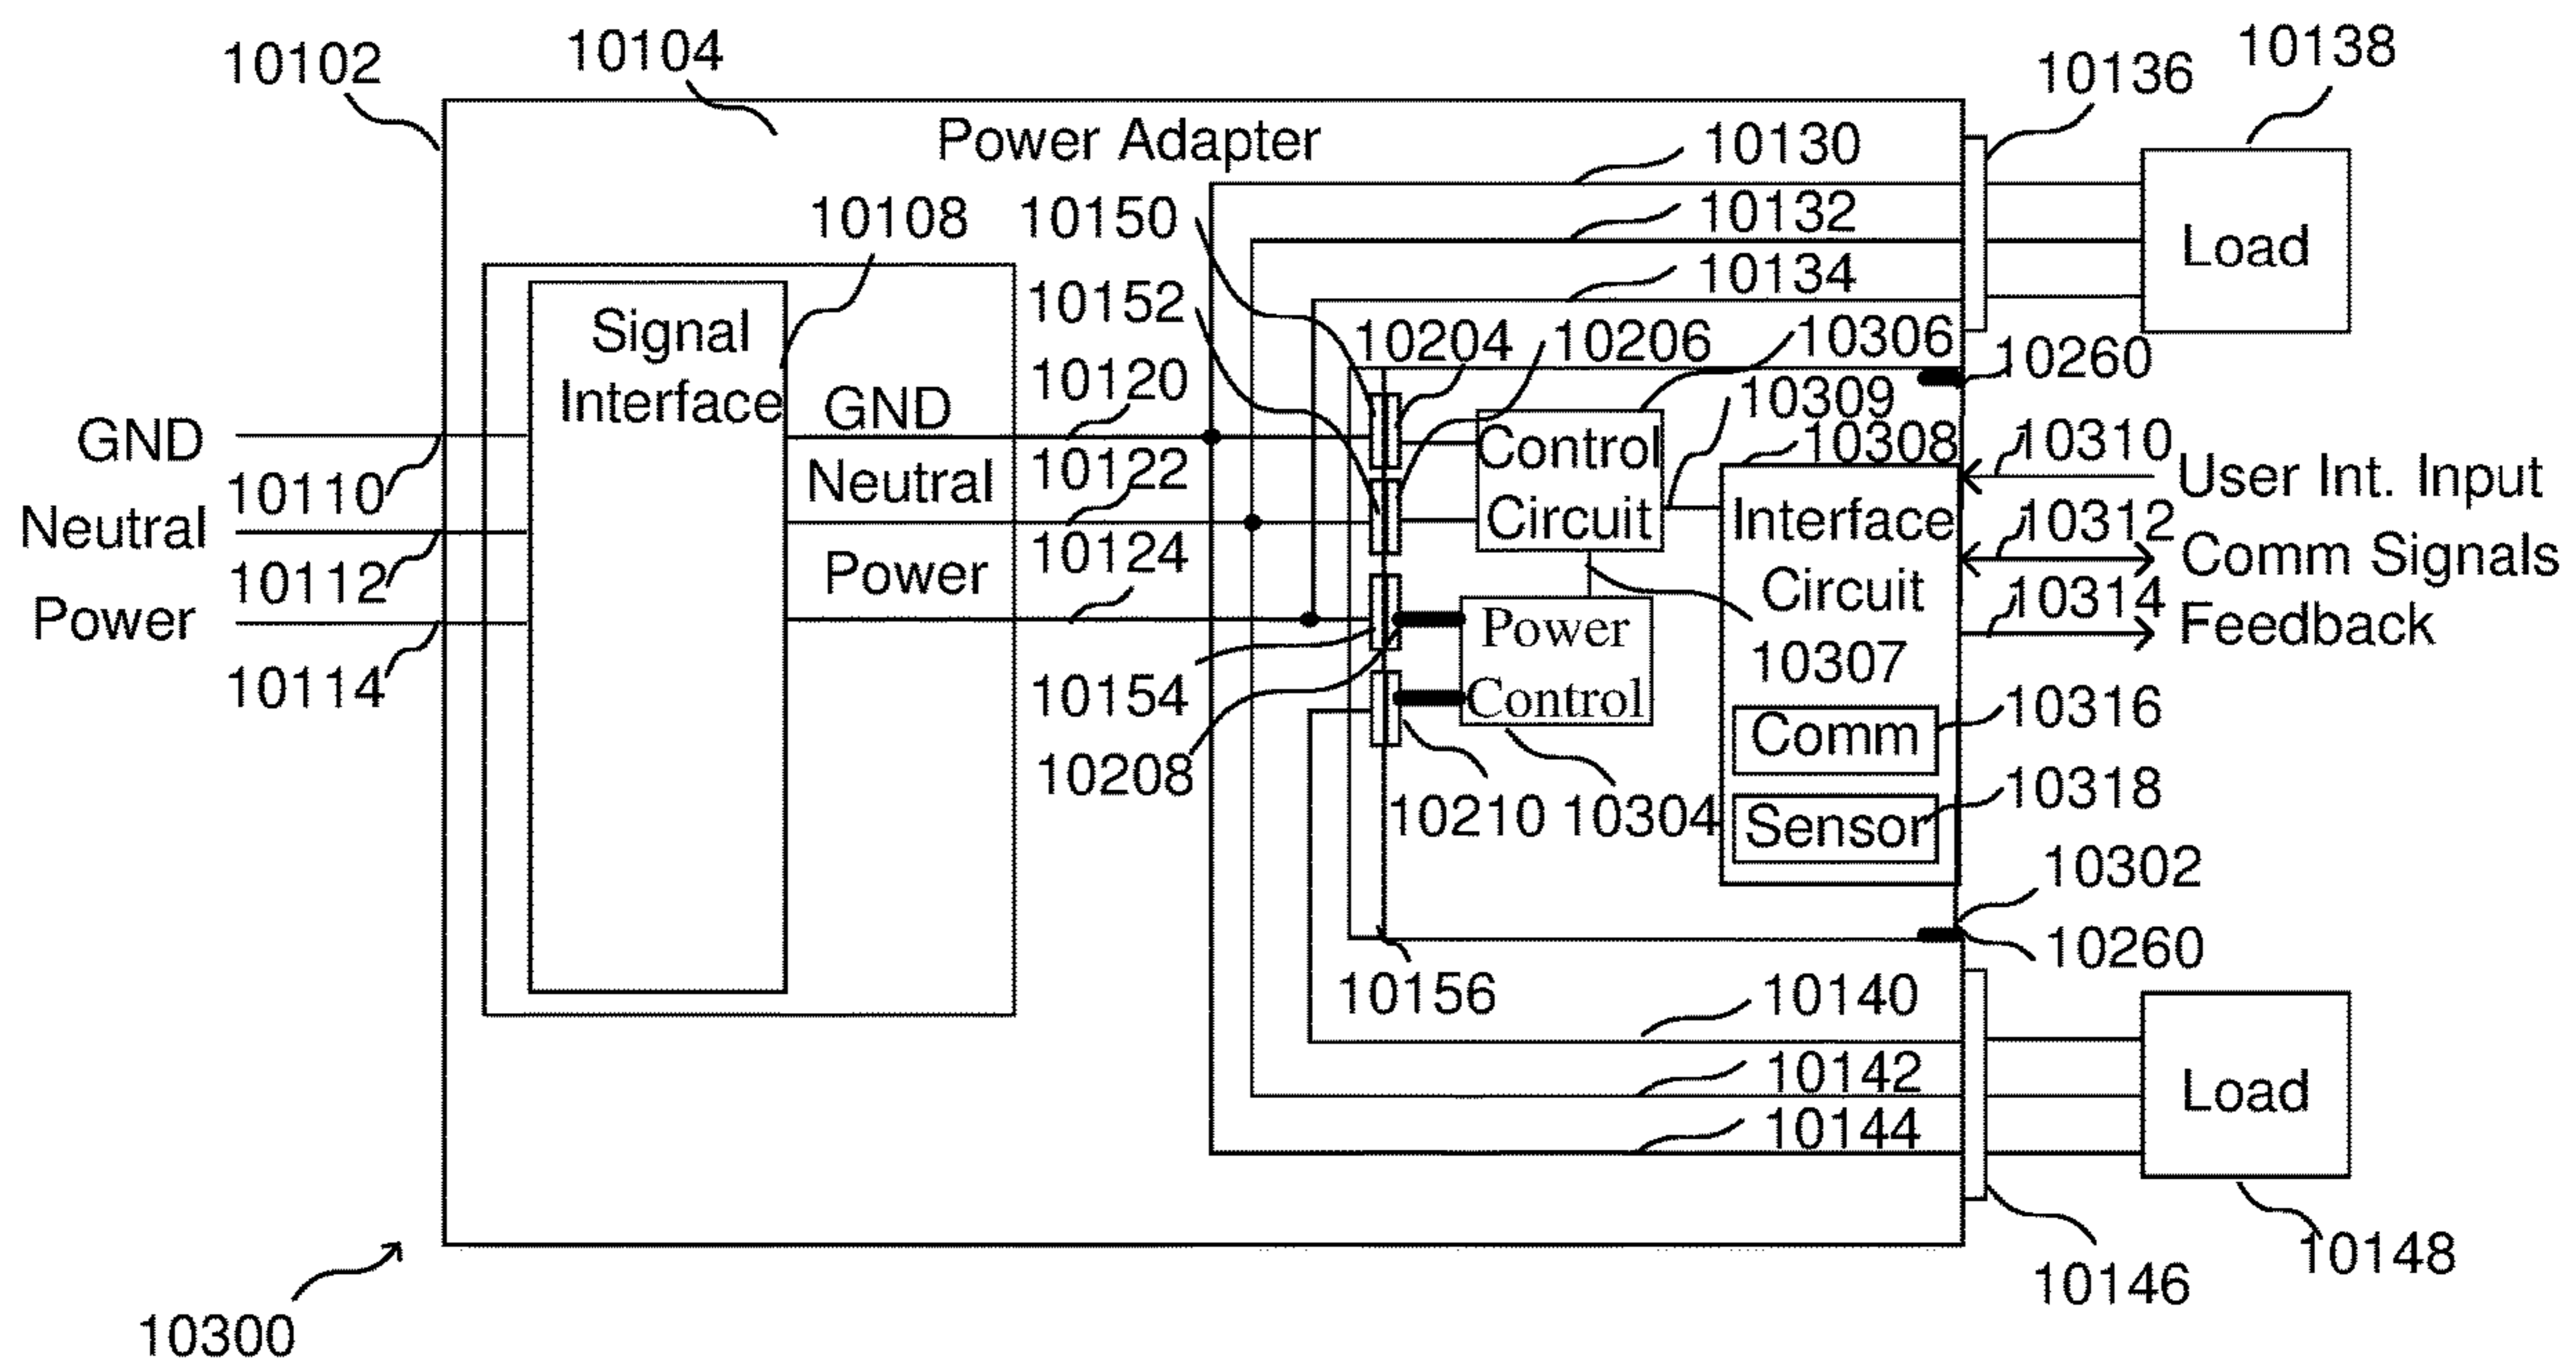 10102
10104
10136
10138
Power Adapter
10130
10108
10150
10132
Load
10152
10134
Signal
Interface
10204
10206
10306
10260
10120
10309
GND
GND
Control
Circuit
10308
10310
User Int. Input
10110
10122
Neutral
Interface
Circuit
10312
Comm Signals
Neutral
10112
10124
Power
10314
Feedback
Power
Power
Control
10307
10114
10154
10316
Comm
10208
10210
10304
10318
Sensor
10302
10260
10156
10140
10142
Load
10144
10148
10146
10300